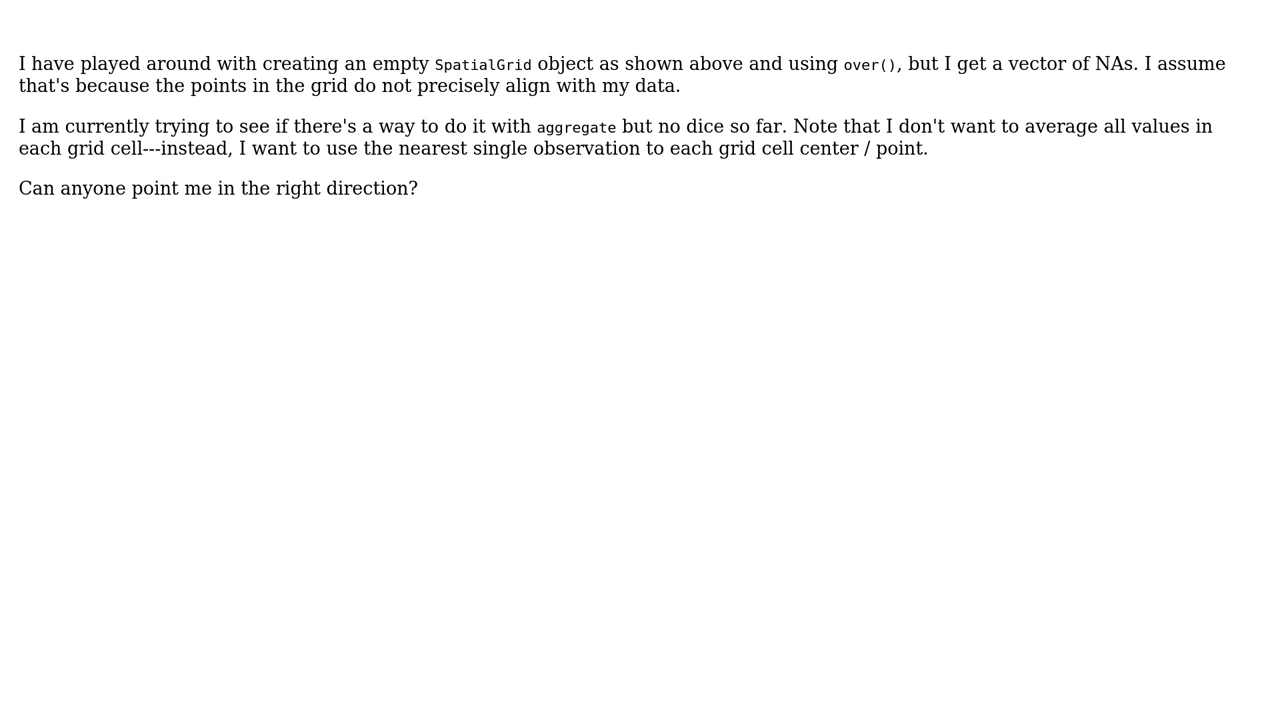 I have played around with creating an empty SpatialGrid object as shown above and using over(), but I get a vector of NAs. I assume
that's because the points in the grid do not precisely align with my data.
I am currently trying to see if there's a way to do it with aggregate but no dice so far. Note that I don't want to average all values in
each grid cell---instead, I want to use the nearest single observation to each grid cell center / point.
Can anyone point me in the right direction?